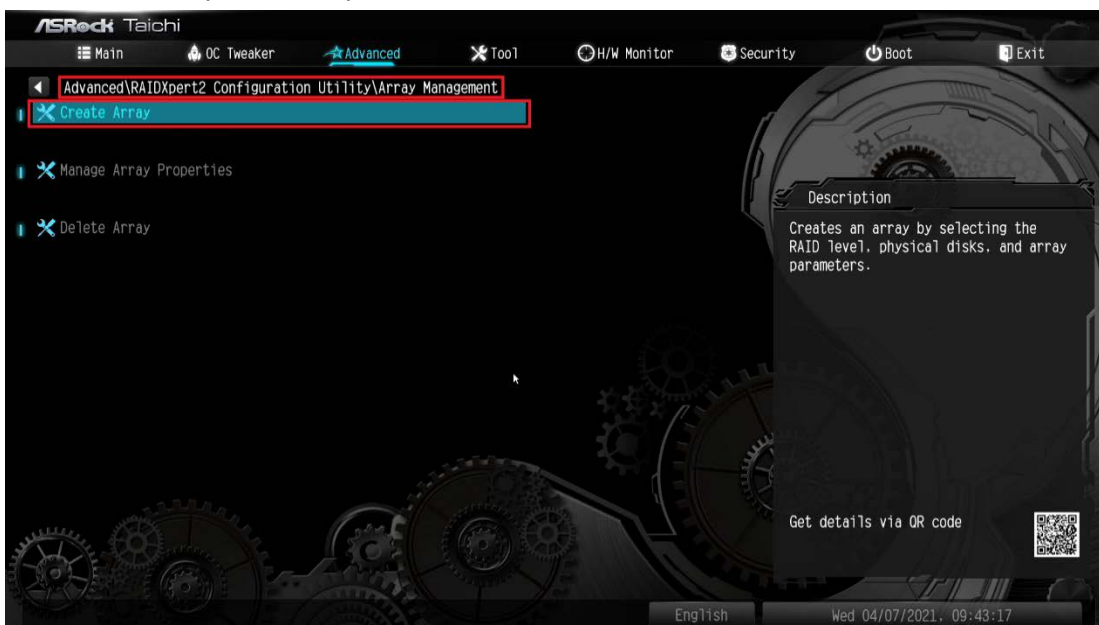 ASRock Taichi
Main OC Tweaker Advanced Tool H/W Monitor Security Boot Exit
Advanced\RAIDXpert2 Configuration Utility\Array Management
Create Array
Manage Array Properties
Delete Array
Description
Creates an array by selecting the
RAID level, physical disks, and array
parameters.
Get details via QR code
English Wed 04/07/2021, 09:43:17